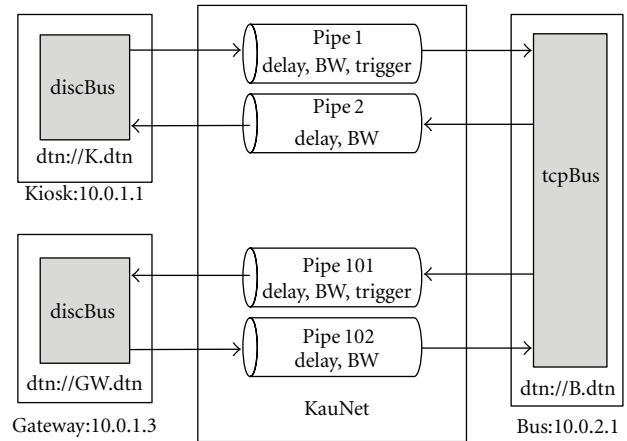 discBus
dtn://K.dtn
Kiosk:10.0.1.1
Pipe 1
delay, BW, trigger
Pipe 2
delay, BW
Pipe 101
delay, BW, trigger
Pipe 102
delay, BW
KauNet
discBus
dtn://GW.dtn
Gateway:10.0.1.3
tcpBus
dtn://B.dtn
Bus:10.0.2.1